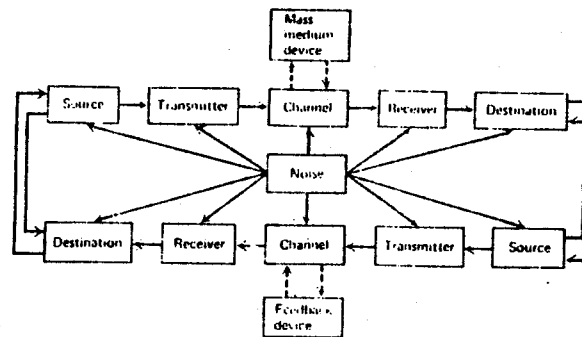 Mass
medium
device
Source
Transmitter
Channel
Receiver
Destination
Noise
Destination
Receiver
Channel
Transmitter
Source
Feedback
device